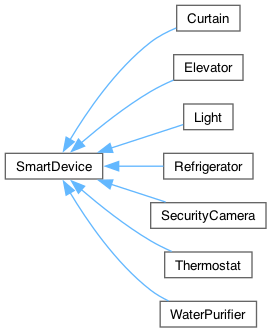 Curtain
Elevator
Light
SmartDevice
Refrigerator
SecurityCamera
Thermostat
WaterPurifier